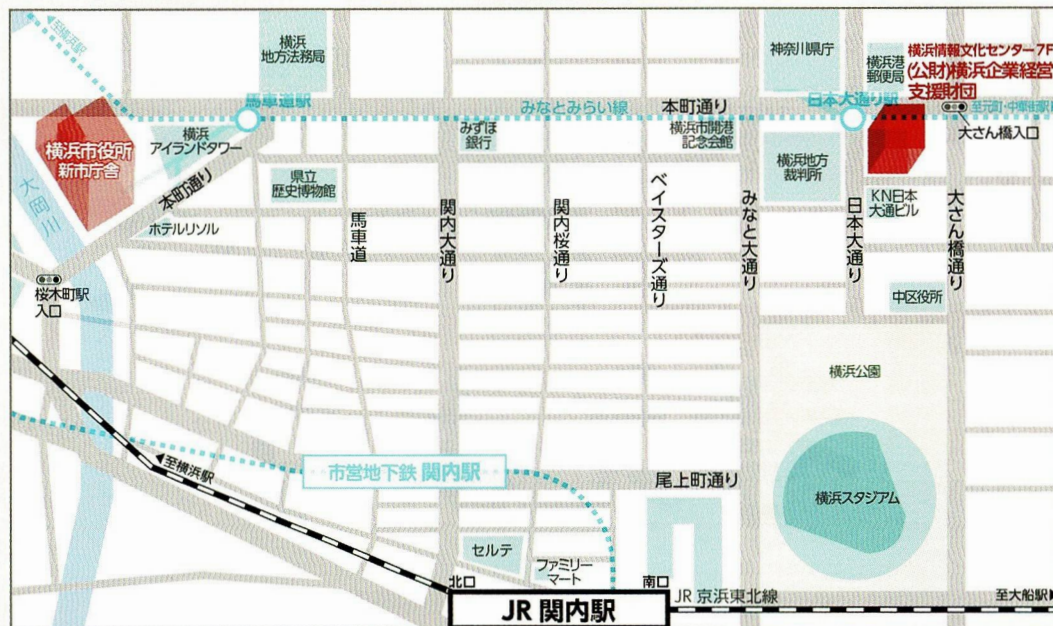 至横浜駅
横浜
地方法務局
神奈川県庁
横浜港
郵便局
横浜情報文化センター7F
(公財)横浜企業経営
支援財団
馬車道駅
みなとみらい線
本町通り
日本大通り駅
至元町・中華街駅
大さん橋入口
横浜市役所
新市庁舎
横浜
アイランドタワー
みずほ
銀行
横浜市開港
記念会館
横浜地方
裁判所
大岡川
本町通り
県立
歴史博物館
KN日本
大通ビル
ホテルリソル
馬車道
関内大通り
関内桜通り
ベイスターズ通り
みなと大通り
日本大通り
大さん橋通り
桜木町駅
入口
中区役所
横浜公園
至横浜駅
市営地下鉄 関内駅
尾上町通り
横浜スタジアム
セルテ
ファミリー
マート
北口
南口
JR 関内駅
JR 京浜東北線
至大船駅